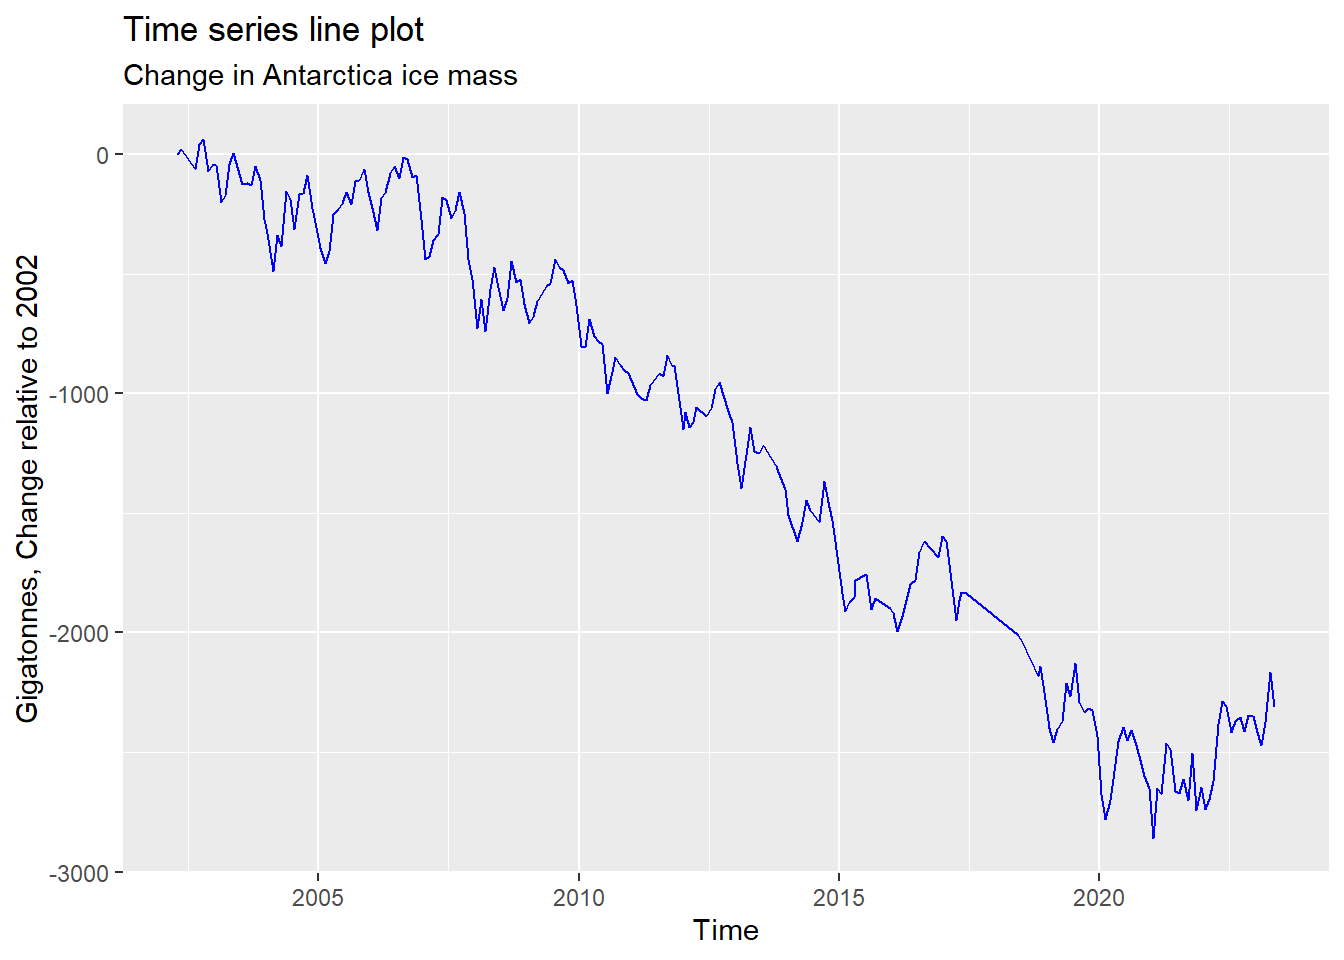 Time series line plot
Change in Antarctica ice mass
Gigatonnes, Change relative to 2002
0
-1000
-2000
-3000
2005 2010 2015 2020
Time